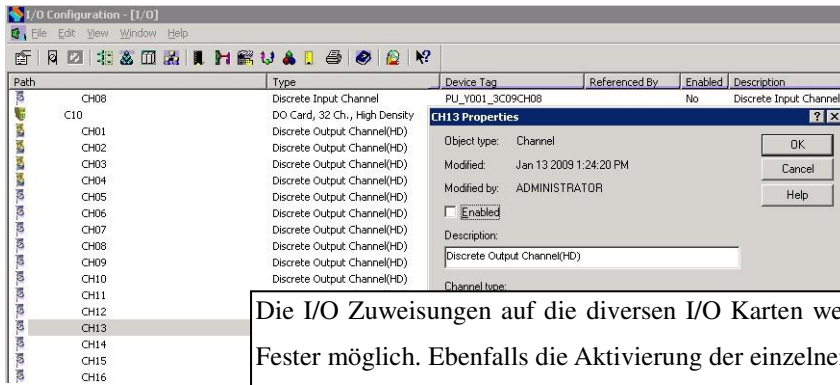 I/O Configuration - [I/O]
File Edit View Window Help
Path Type Device Tag Referenced By Enabled Description
CH08 Discrete Input Channel PU_Y001_3C09CH08 No Discrete Input Channel
C10 DO Card, 32 Ch., High Density
CH01 Discrete Output Channel(HD)
CH02 Discrete Output Channel(HD)
CH03 Discrete Output Channel(HD)
CH04 Discrete Output Channel(HD)
CH05 Discrete Output Channel(HD)
CH06 Discrete Output Channel(HD)
CH07 Discrete Output Channel(HD)
CH08 Discrete Output Channel(HD)
CH09 Discrete Output Channel(HD)
CH10 Discrete Output Channel(HD)
CH11
CH12
CH13
CH14
CH15
CH16
CH13 Properties
Object type: Channel
Modified: Jan 13 2009 1:24:20 PM
Modified by: ADMINISTRATOR
Enabled
Description:
Discrete Output Channel(HD)
Channel type:
OK
Cancel
Help
Die I/O Zuweisungen auf die diversen I/O Karten we
Fester möglich. Ebenfalls die Aktivierung der einzelne